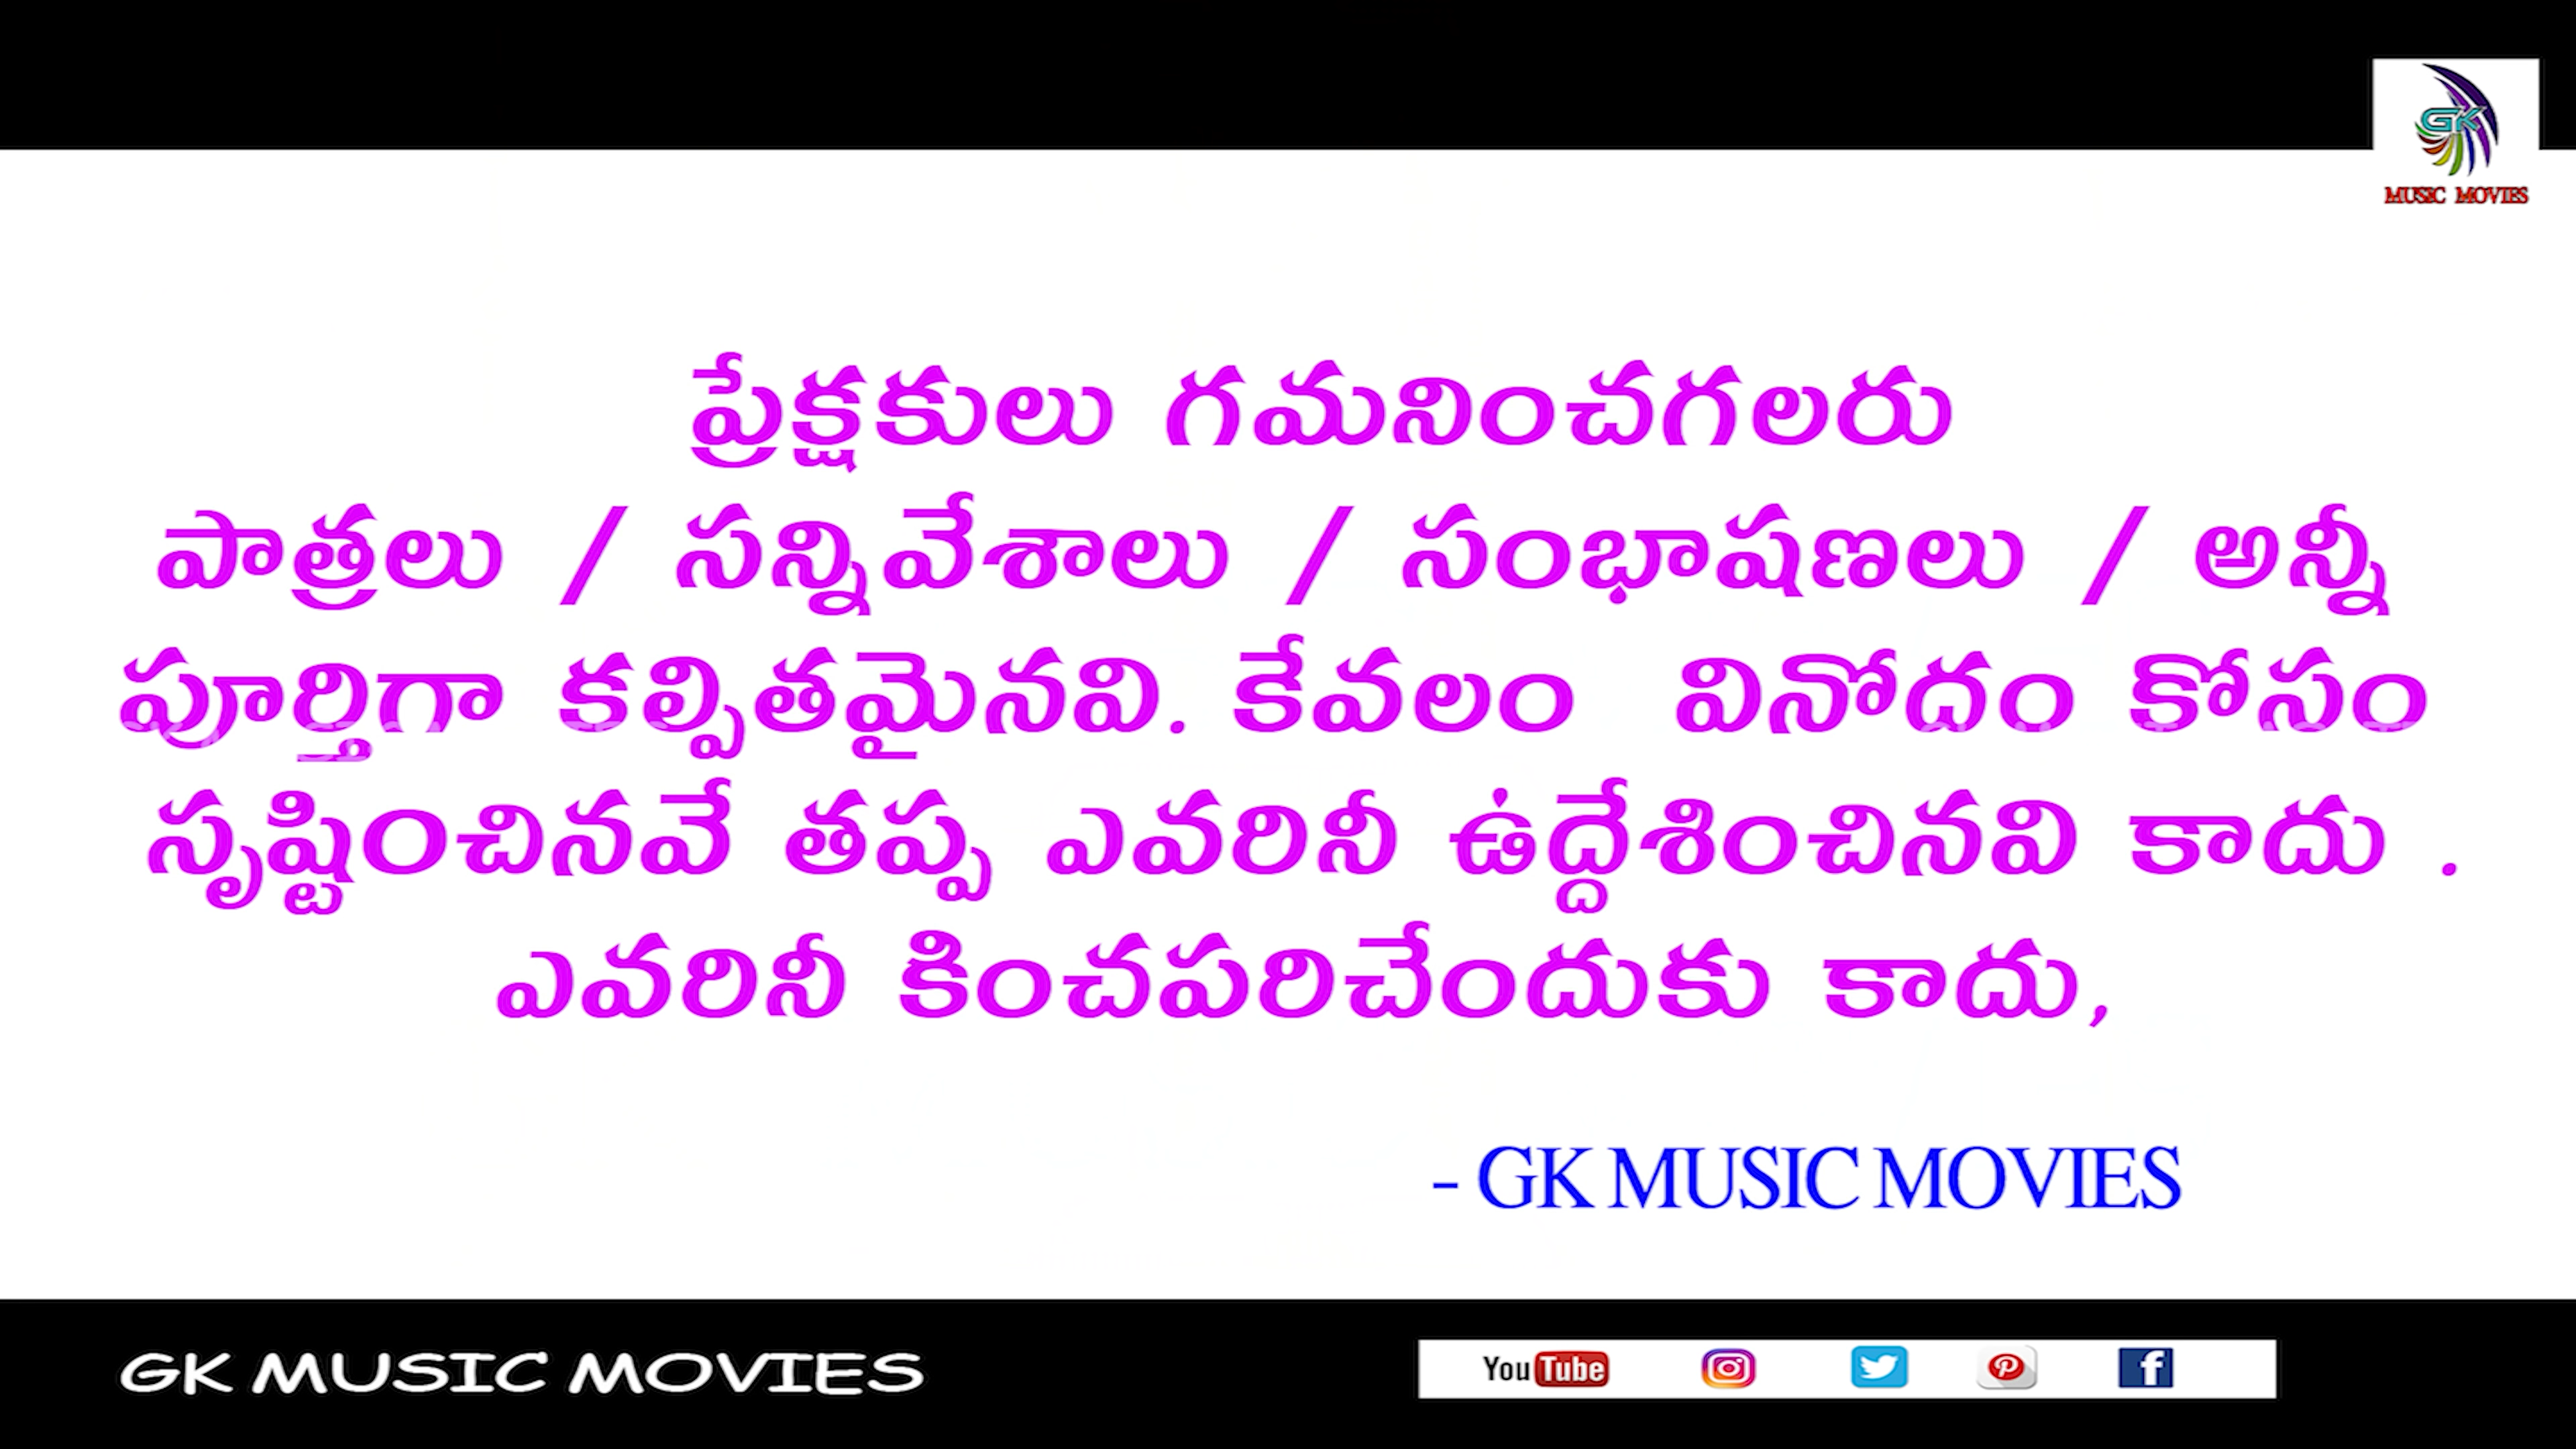 GK
MUSIC MOVIES
ప్రేక్షకులు గమనించగలరు
పాత్రలు / సన్నివేశాలు / సంభాషణలు / అన్నీ
పూర్తిగా కల్పితమైనవి. కేవలం వినోదం కోసం
సృష్టించినవే తప్ప ఎవరినీ ఉద్దేశించినవి కాదు .
ఎవరినీ కించపరిచేందుకు కాదు,
- GK MUSIC MOVIES
GK MUSIC MOVIES
YouTube